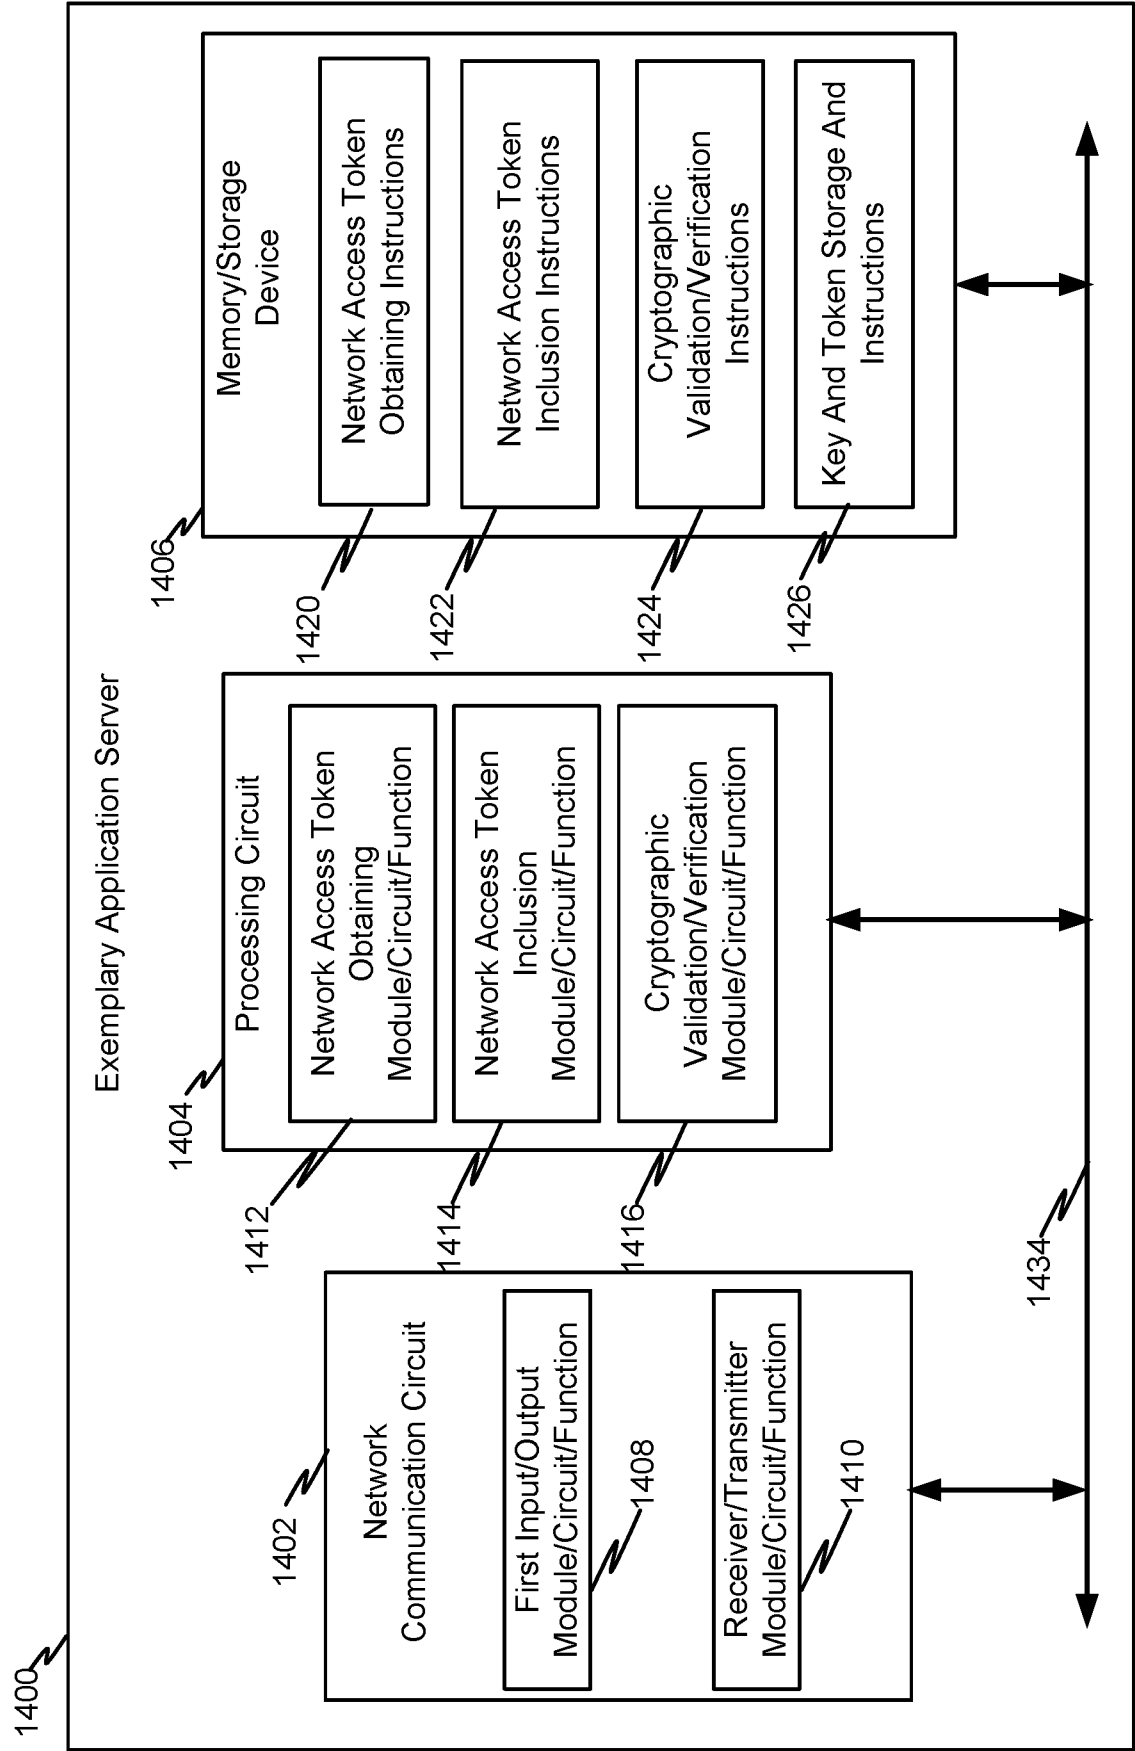 1400
Exemplary Application Server
1402
Network
Communication Circuit
First Input/Output
Module/Circuit/Function
1408
Receiver/Transmitter
Module/Circuit/Function
1410
1404
Processing Circuit
1412
Network Access Token
Obtaining
Module/Circuit/Function
1414
Network Access Token
Inclusion
Module/Circuit/Function
1416
Cryptographic
Validation/Verification
Module/Circuit/Function
1406
Memory/Storage
Device
1420
Network Access Token
Obtaining Instructions
1422
Network Access Token
Inclusion Instructions
1424
Cryptographic
Validation/Verification
Instructions
1426
Key And Token Storage And
Instructions
1434